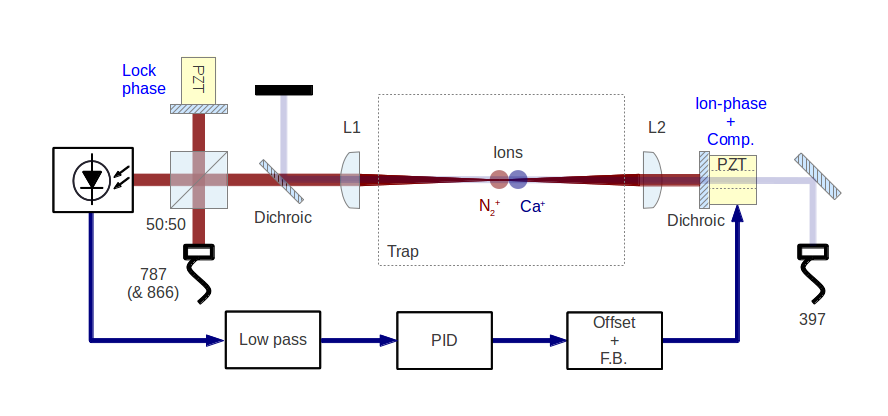 Lock
phase
PZT
Ion-phase
+
Comp.
PZT
L1
L2
Ions
N₂⁺
Ca⁺
Trap
Dichroic
Dichroic
50:50
787
(& 866)
397
Low pass
PID
Offset
+
F.B.